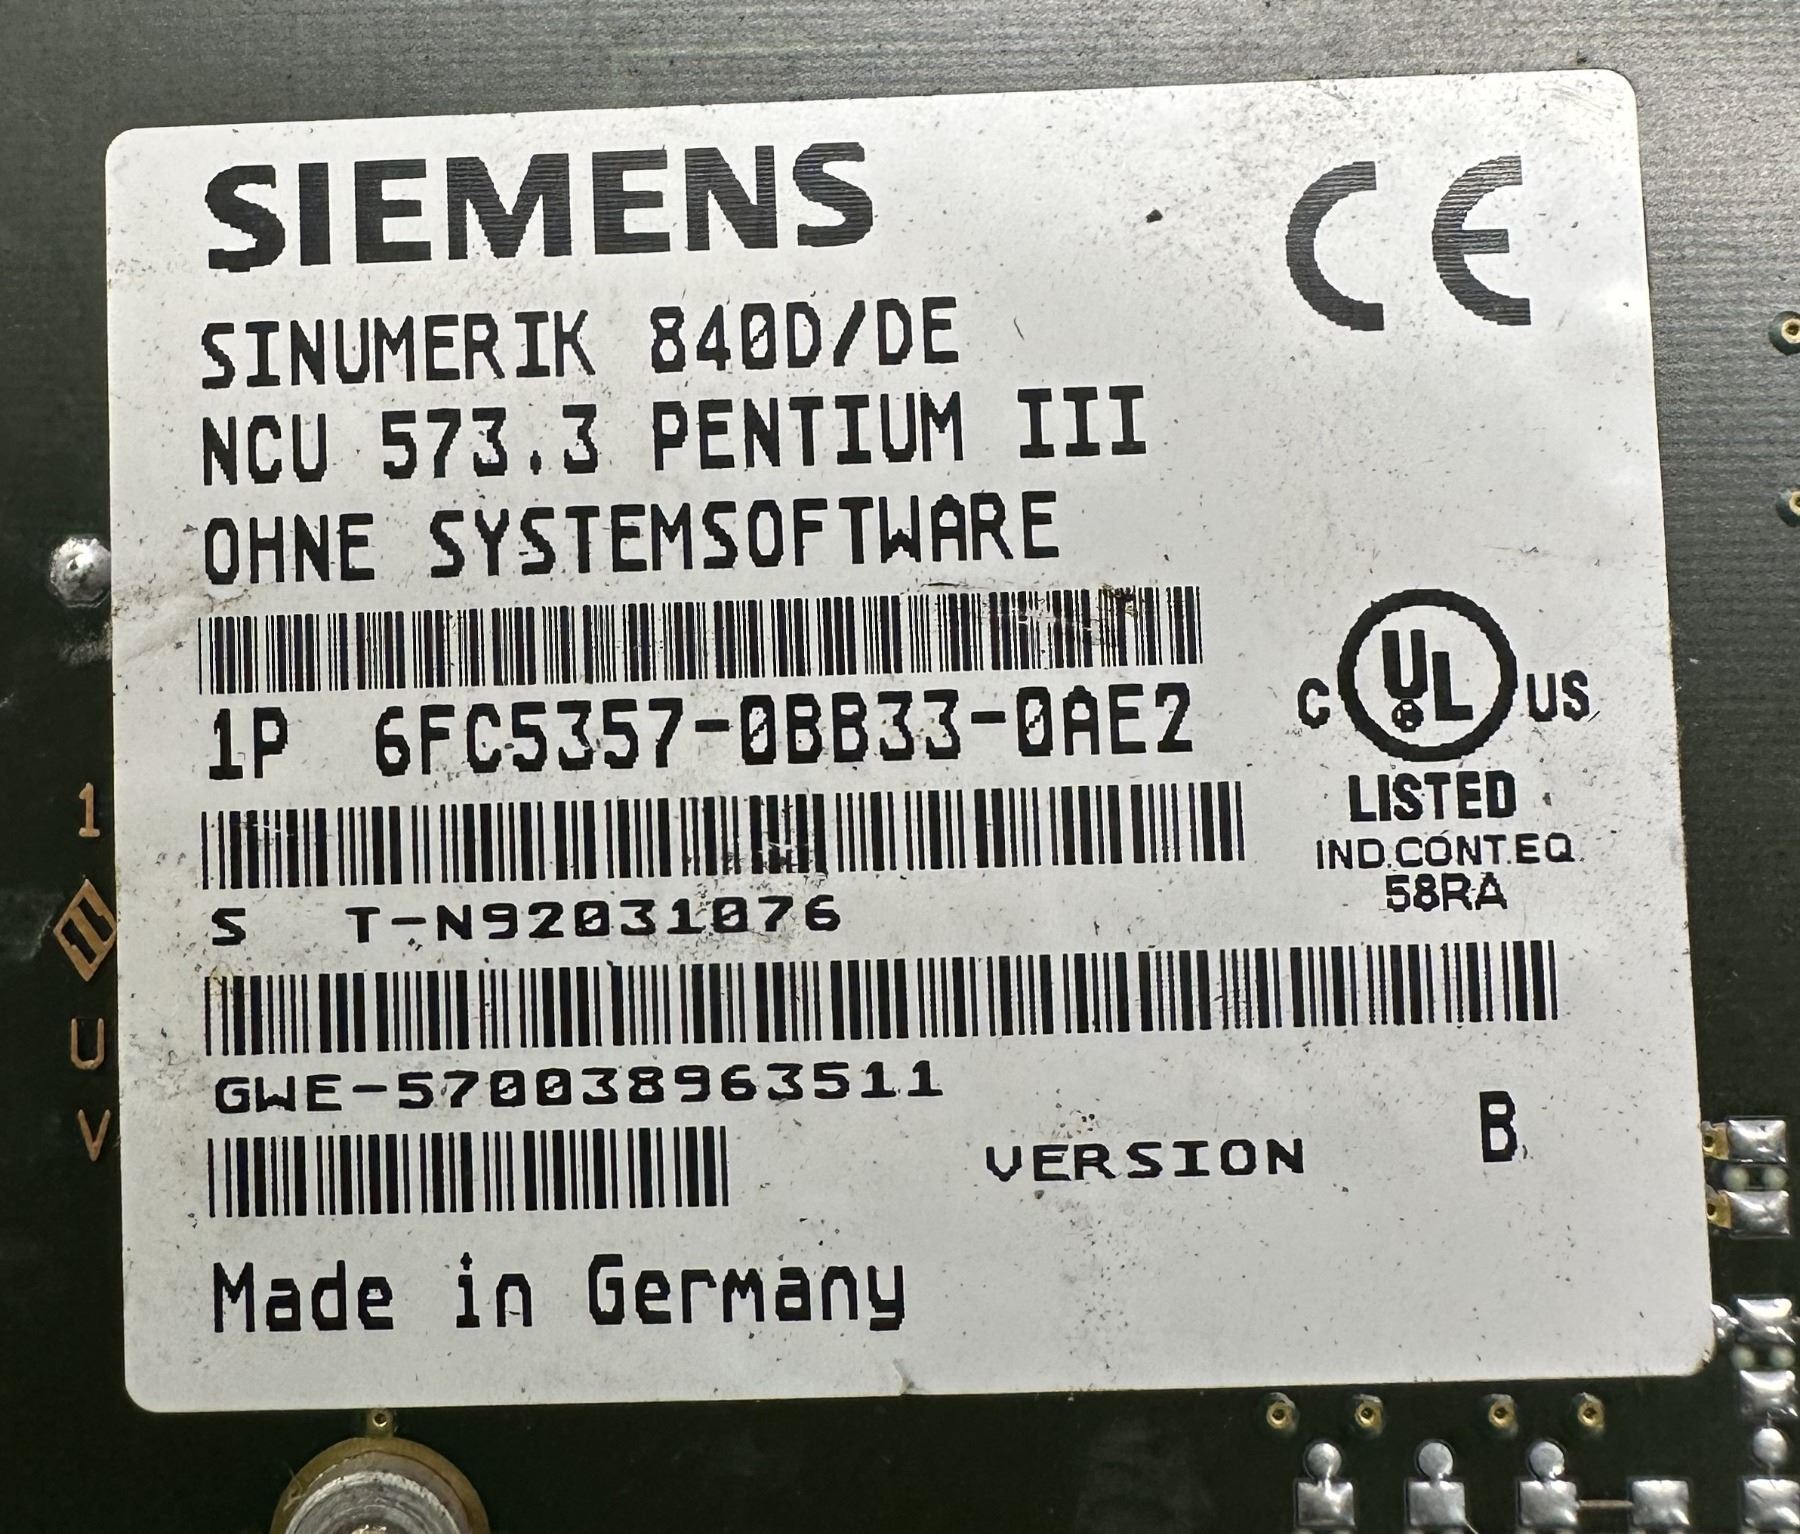 SIEMENS
CE
SINUMERIK 840D/DE
NCU 573.3 PENTIUM III
OHNE SYSTEMSOFTWARE
1P 6FC5357-0BB33-0AE2
C UL US
LISTED
IND.CONT.EQ.
58RA
S T-N92031076
GWE-570038963511
VERSION B
Made in Germany
1
U
V